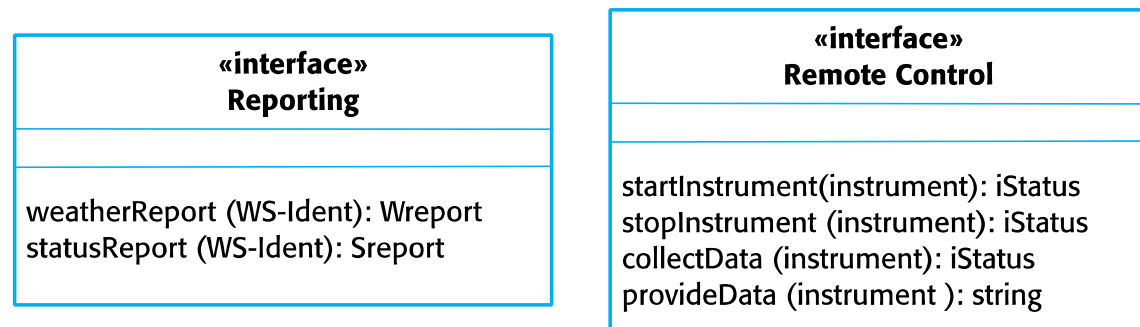 «interface»
Reporting
weatherReport (WS-Ident): Wreport
statusReport (WS-Ident): Sreport
«interface»
Remote Control
startInstrument(instrument): iStatus
stopInstrument (instrument): iStatus
collectData (instrument): iStatus
provideData (instrument ): string